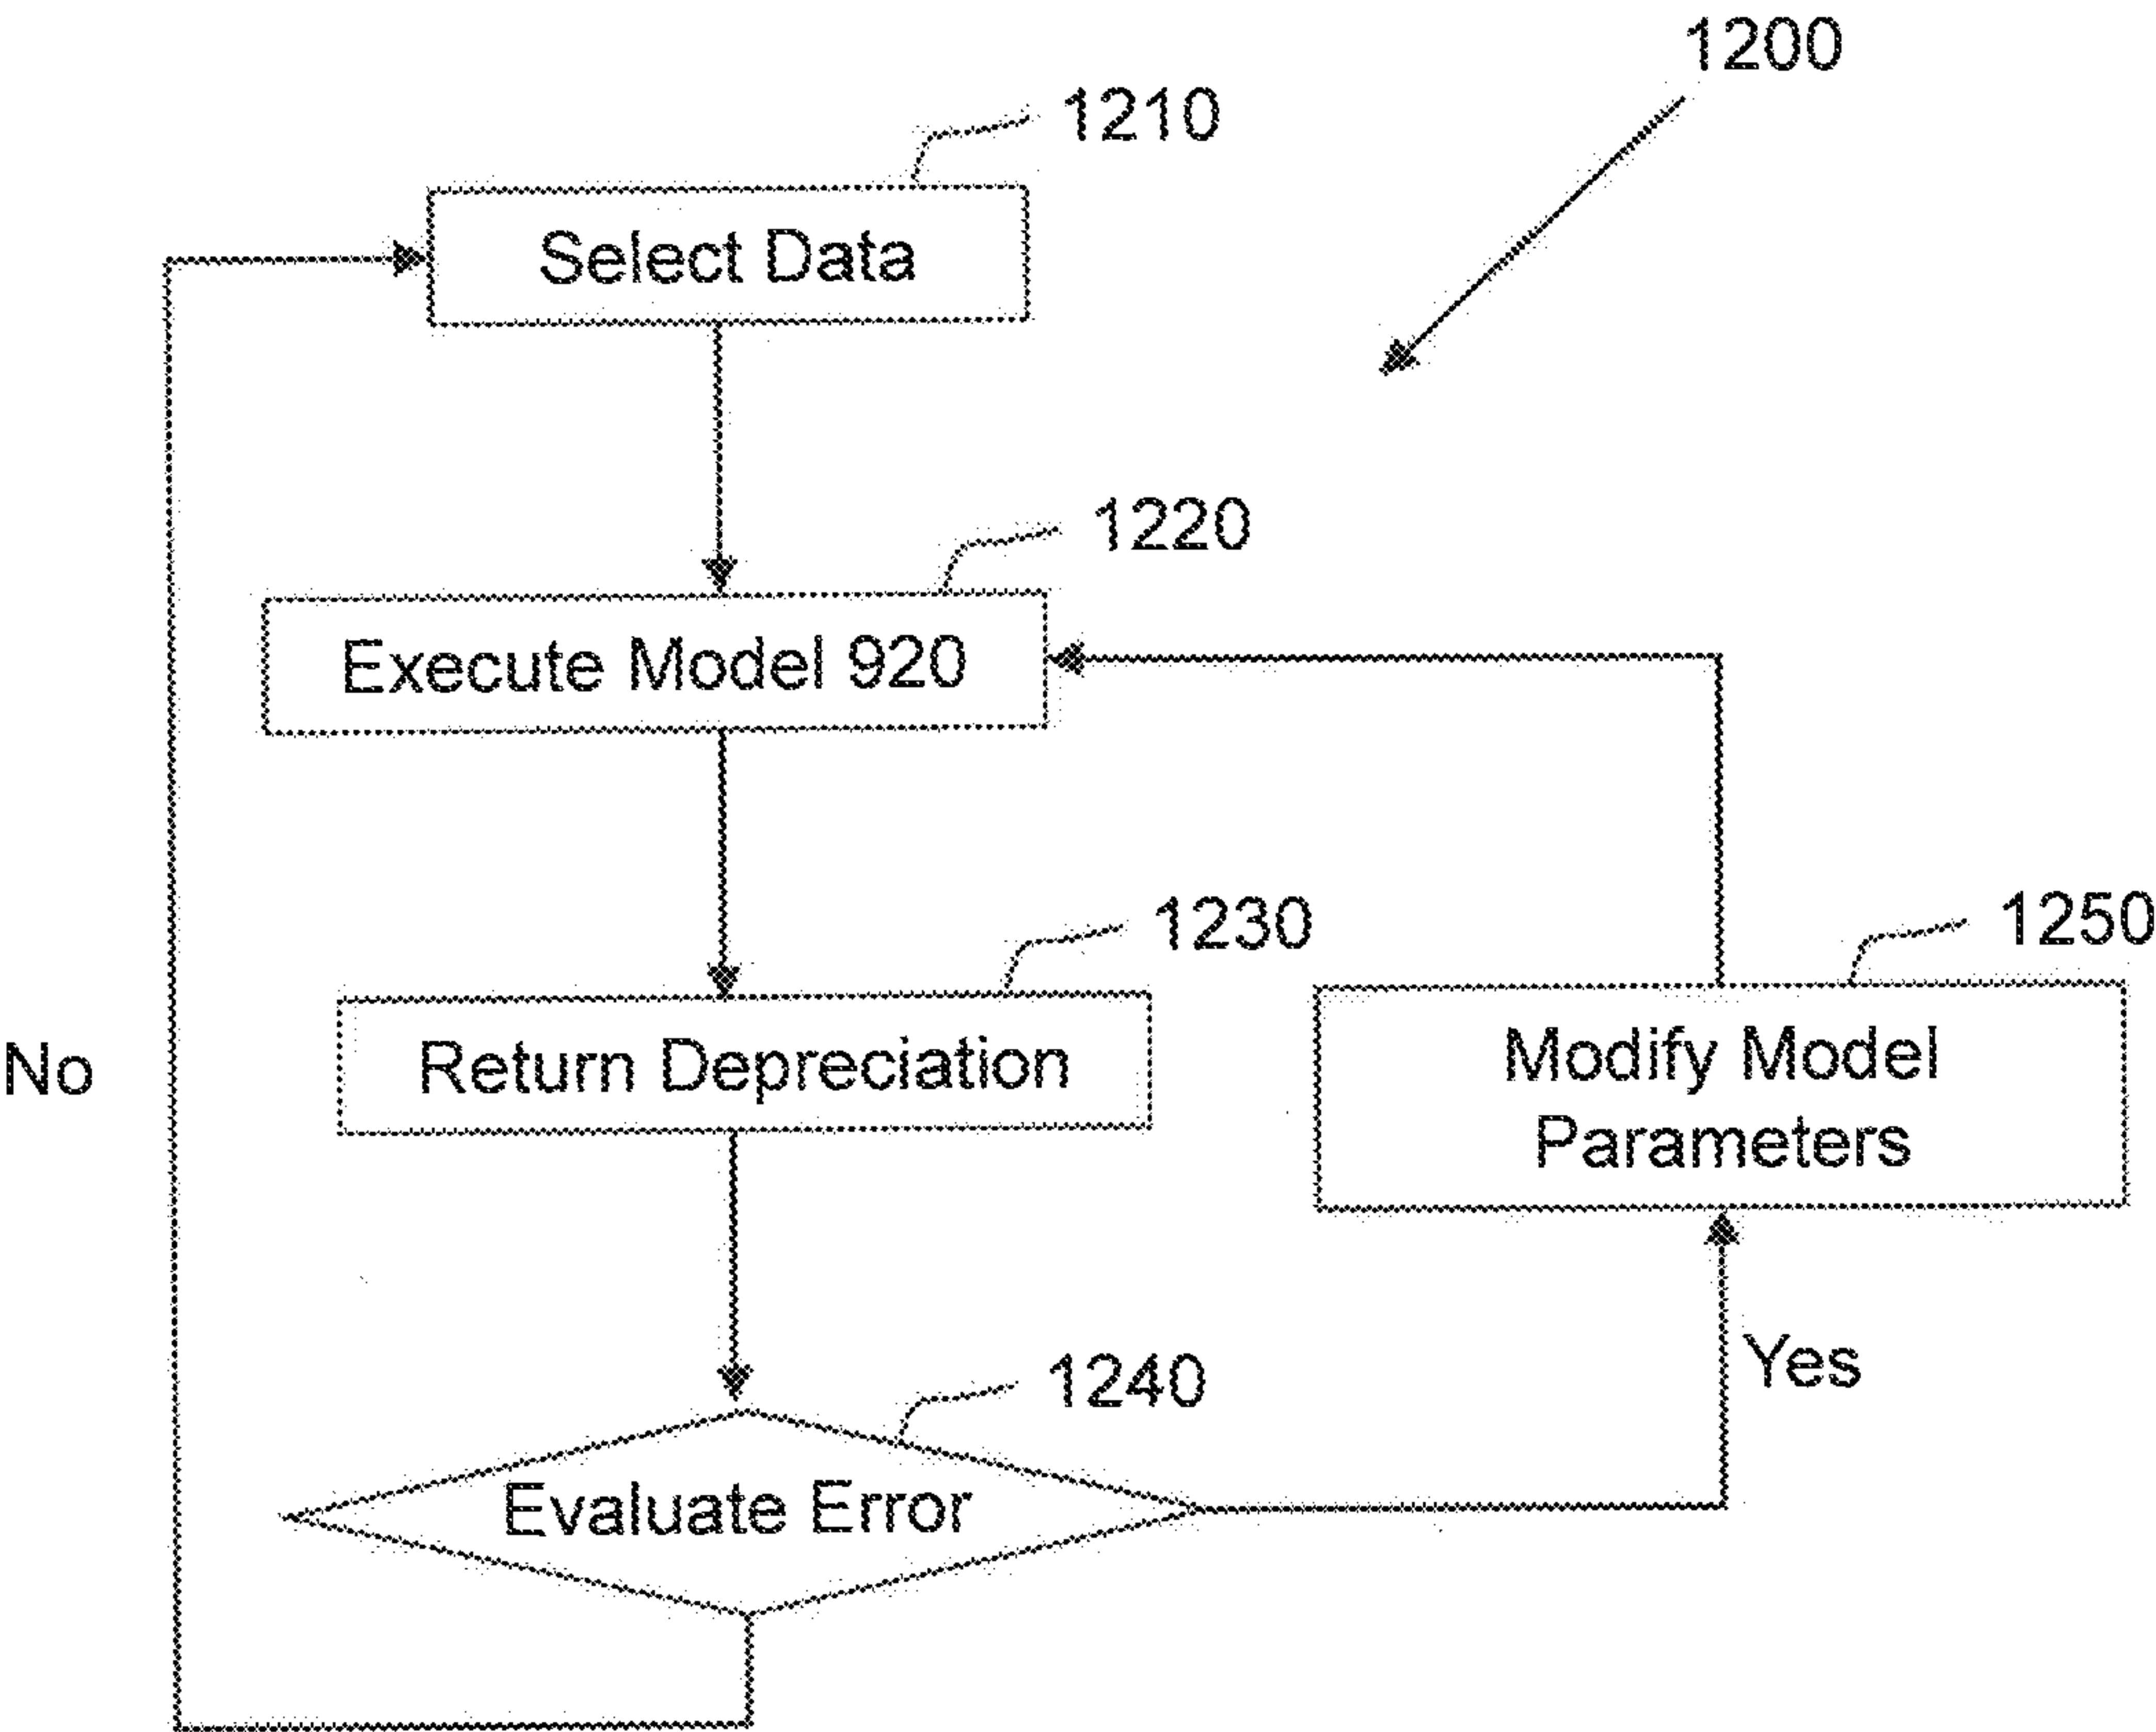 1200
1210
Select Data
1220
Execute Model 920
1230
1250
Return Depreciation
Modify Model
Parameters
No
1240
Yes
Evaluate Error